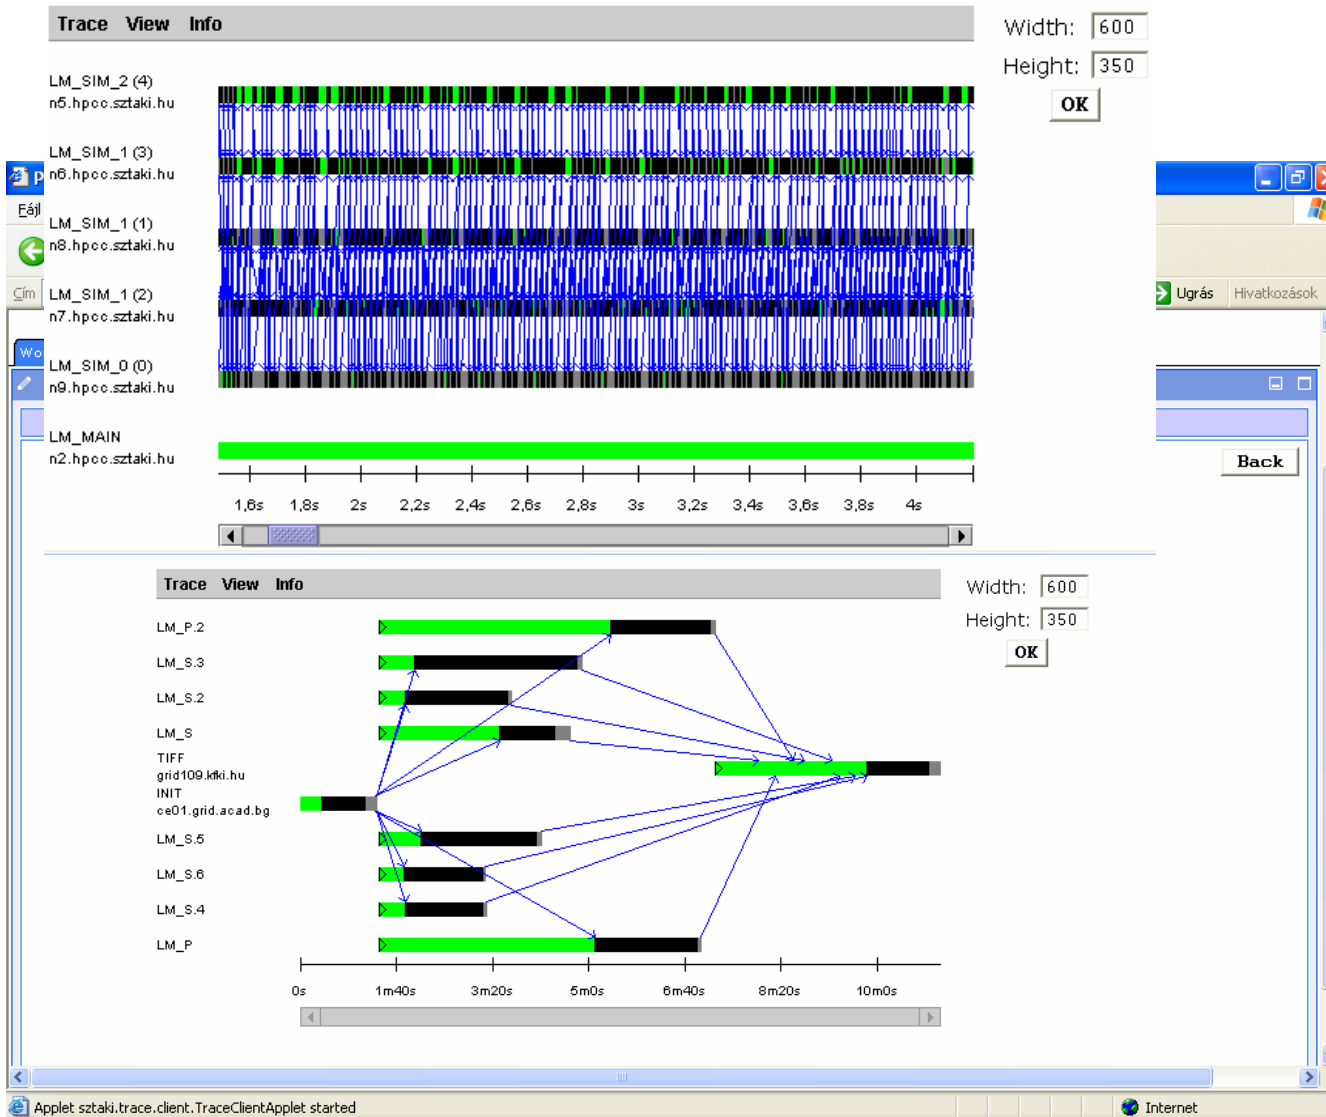 Trace View Info
Width: 600
Height: 350
OK
LM_SIM_2 (4)
n5.hpcc.sztaki.hu
LM_SIM_1 (3)
n6.hpcc.sztaki.hu
LM_SIM_1 (1)
n8.hpcc.sztaki.hu
LM_SIM_1 (2)
n7.hpcc.sztaki.hu
LM_SIM_0 (0)
n9.hpcc.sztaki.hu
LM_MAIN
n2.hpcc.sztaki.hu
1,6s 1,8s 2s 2,2s 2,4s 2,6s 2,8s 3s 3,2s 3,4s 3,6s 3,8s 4s
P
Fájl
Cím
Ugrás Hivatkozások
Wo
Back
Trace View Info
Width: 600
Height: 350
OK
LM_P.2
LM_S.3
LM_S.2
LM_S
TIFF
grid109.kfki.hu
INIT
ce01.grid.acad.bg
LM_S.5
LM_S.6
LM_S.4
LM_P
0s 1m40s 3m20s 5m0s 6m40s 8m20s 10m0s
Applet sztaki.trace.client.TraceClientApplet started
Internet